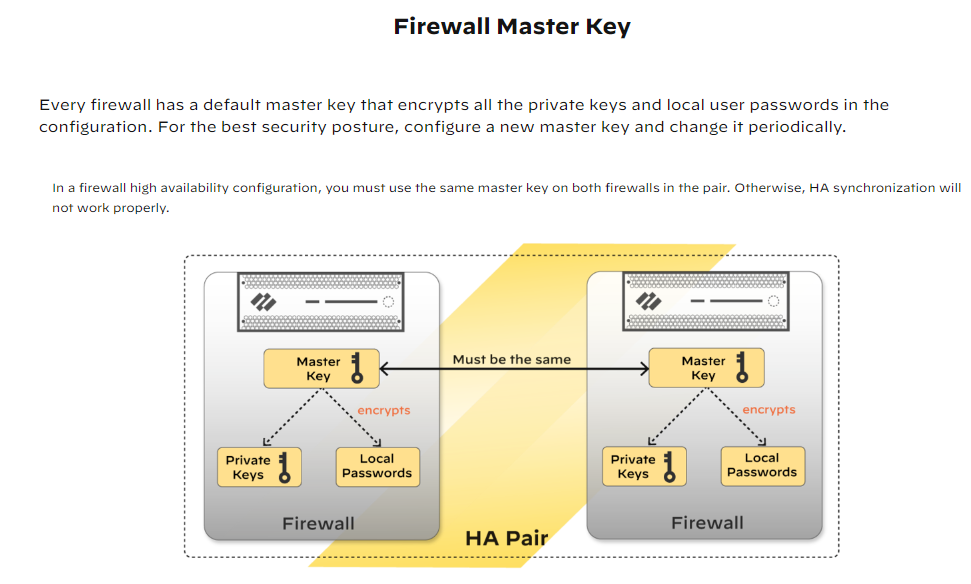 Firewall Master Key
Every firewall has a default master key that encrypts all the private keys and local user passwords in the
configuration. For the best security posture, configure a new master key and change it periodically.
In a firewall high availability configuration, you must use the same master key on both firewalls in the pair. Otherwise, HA synchronization will
not work properly.
Master
Key
encrypts
Private
Keys
Local
Passwords
Firewall
Must be the same
HA Pair
Master
Key
encrypts
Private
Keys
Local
Passwords
Firewall